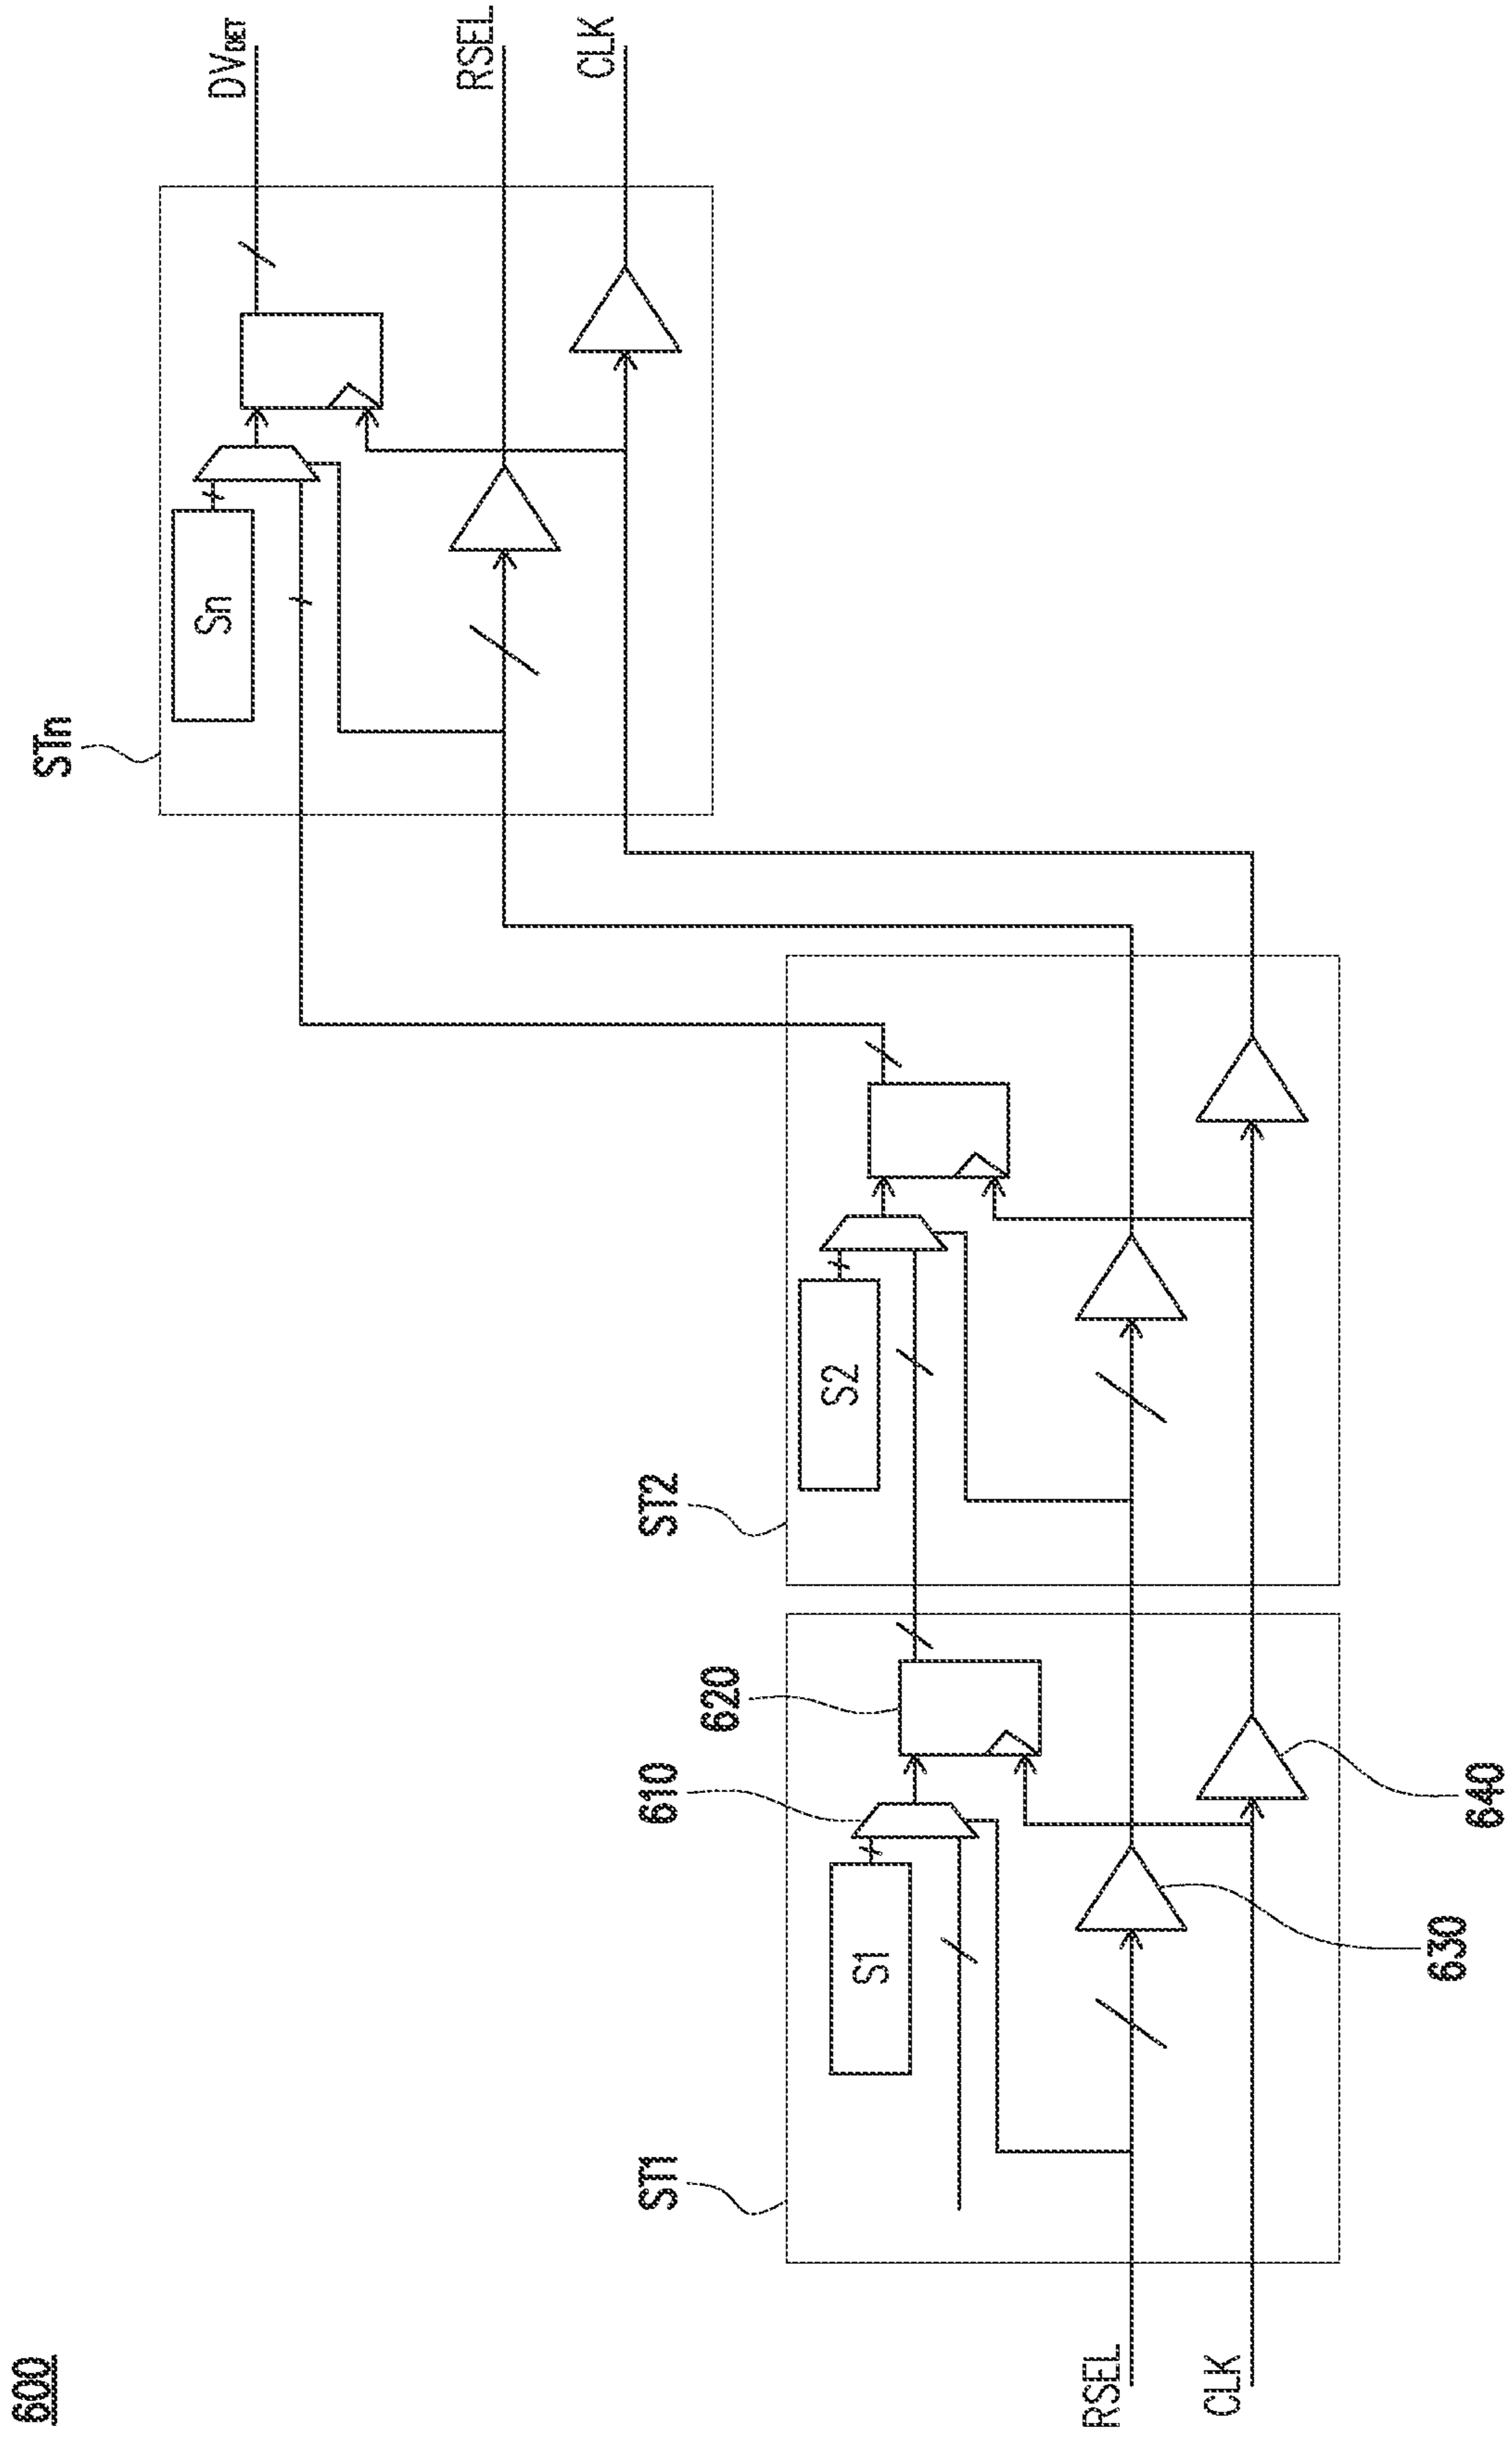 600
STn
Sn
DVDET
RSEL
CLK
ST2
S2
ST1
S1
610
620
630
640
RSEL
CLK